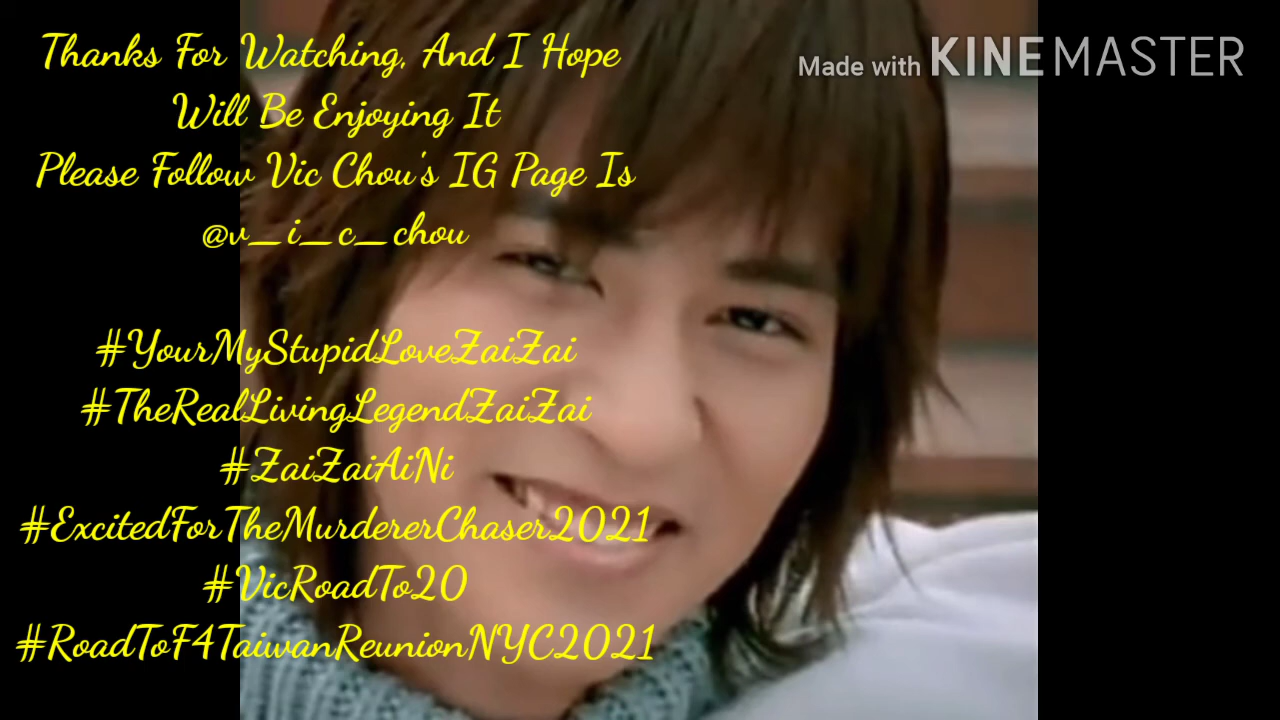 Thanks For Watching, And I Hope
Will Be Enjoying It
Please Follow Vic Chou's IG Page Is
@v_i_c_chou
#YourMyStupidLoveZaiZai
#TheRealLivingLegendZaiZai
#ZaiZaiAiNi
#ExcitedForTheMurdererChaser2021
#VicRoadTo20
#RoadToF4TaiwanReunionNYC2021
Made with KINEMASTER